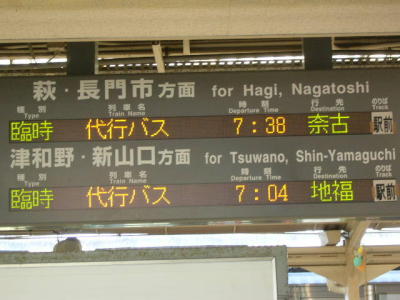 萩・長門市方面 for Hagi, Nagatoshi
種別 列車名 時刻 行先 のりば
Type Train Name Departure Time Destination Track
臨時 代行バス 7:38 奈古 駅前
津和野・新山口方面 for Tsuwano, Shin-Yamaguchi
種別 列車名 時刻 行先 のりば
Type Train Name Departure Time Destination Track
臨時 代行バス 7:04 地福 駅前